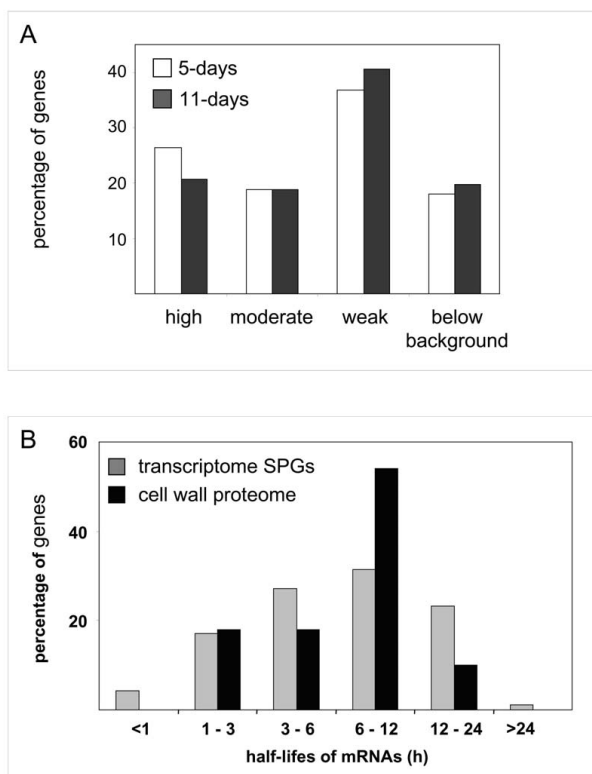 A
percentage of genes
40
30
20
10
5-days
11-days
high moderate weak below
background
B
percentage of genes
60
40
20
transcriptome SPGs
cell wall proteome
<1 1 - 3 3 - 6 6 - 12 12 - 24 >24
half-lifes of mRNAs (h)